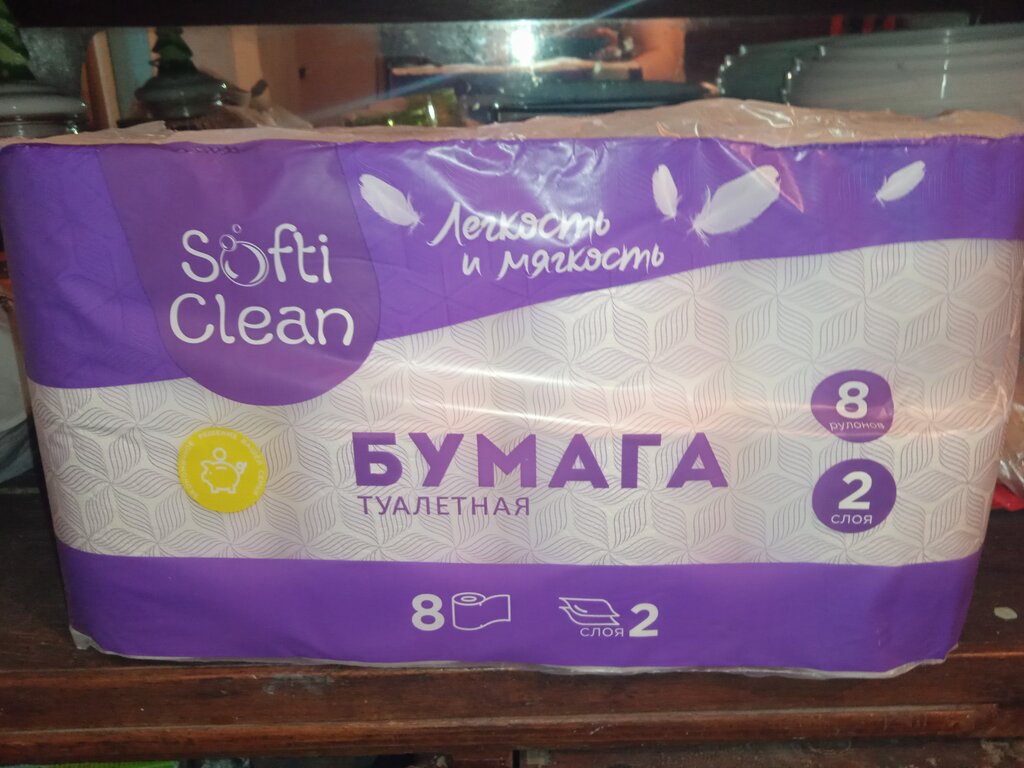 Softi
Clean
Легкость
и мягкость
БУМАГА
ТУАЛЕТНАЯ
8
рулонов
2
слоя
8
слоя 2